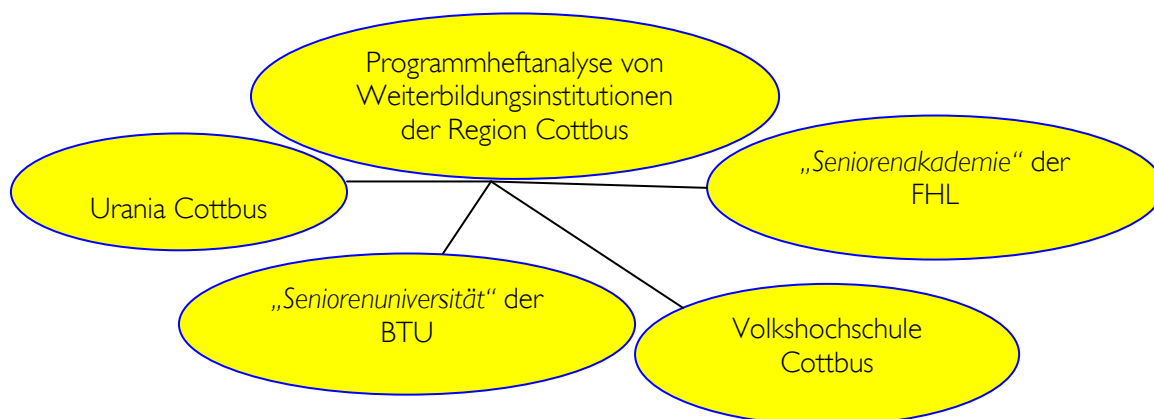 Programmheftanalyse von
Weiterbildungsinstitutionen
der Region Cottbus
Urania Cottbus
„Seniorenakademie“ der
FHL
„Seniorenuniversität“ der
BTU
Volkshochschule
Cottbus